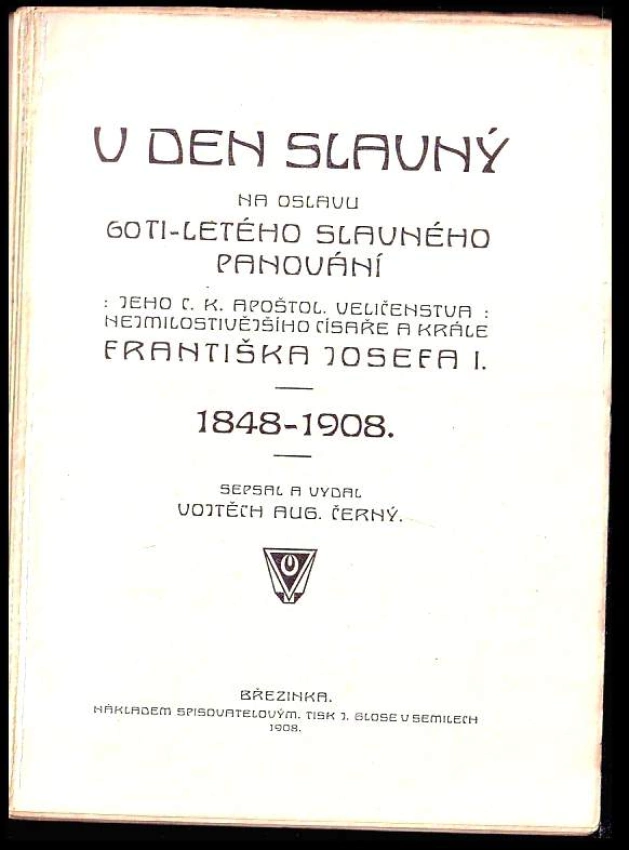 V DEN SLAVNÝ
NA OSLAVU
60TI-LETÉHO SLAVNÉHO
PANOVÁNÍ
: JEHO C. K. APOŠTOL. VELIČENSTVA :
NEJMILOSTIVĚJŠÍHO CÍSAŘE A KRÁLE
FRANTIŠKA JOSEFA I.
1848-1908.
SEPSAL A VYDAL
VOJTĚCH AUG. ČERNÝ.
BŘEZINKA.
NÁKLADEM SPISOVATELOVÝM. TISK J. GLOSE V SEMILECH
1908.